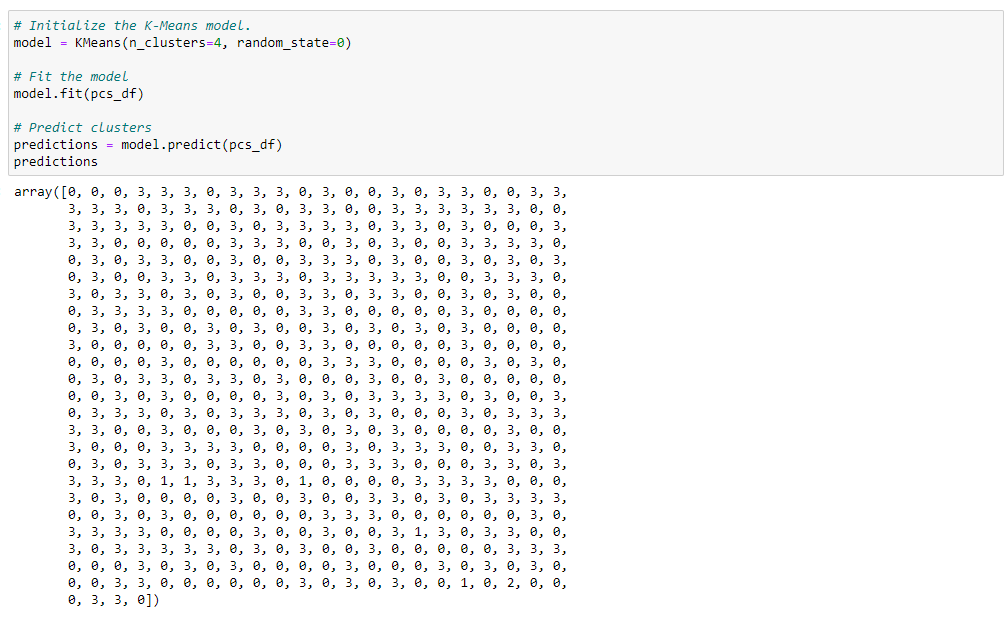 # Initialize the K-Means model.
model = KMeans(n_clusters=4, random_state=0)
# Fit the model
model.fit(pcs_df)
# Predict clusters
predictions = model.predict(pcs_df)
predictions
array([0, 0, 0, 3, 3, 3, 0, 3, 3, 3, 0, 3, 0, 0, 3, 0, 3, 3, 0, 0, 3, 3,
3, 3, 3, 0, 3, 3, 3, 0, 3, 0, 3, 3, 0, 0, 3, 3, 3, 3, 3, 3, 0, 0,
3, 3, 3, 3, 3, 0, 0, 3, 0, 3, 3, 3, 3, 0, 3, 3, 0, 3, 0, 0, 0, 3,
3, 3, 0, 0, 0, 0, 0, 3, 3, 3, 0, 0, 3, 0, 3, 0, 0, 3, 3, 3, 3, 0,
0, 3, 0, 3, 3, 0, 0, 3, 0, 0, 3, 3, 3, 0, 3, 0, 0, 3, 0, 3, 0, 3,
0, 3, 0, 0, 3, 3, 0, 3, 3, 3, 0, 3, 3, 3, 3, 3, 0, 0, 3, 3, 3, 0,
3, 0, 3, 3, 0, 3, 0, 3, 0, 0, 3, 3, 0, 3, 3, 0, 0, 3, 0, 3, 0, 0,
0, 3, 3, 3, 3, 0, 0, 0, 0, 0, 3, 3, 0, 0, 0, 0, 0, 3, 0, 0, 0, 0,
0, 3, 0, 3, 0, 0, 3, 0, 3, 0, 0, 3, 0, 3, 0, 3, 0, 3, 0, 0, 0, 0,
3, 0, 0, 0, 0, 0, 3, 3, 0, 0, 3, 3, 0, 0, 0, 0, 0, 3, 0, 0, 0, 0,
0, 0, 0, 0, 3, 0, 0, 0, 0, 0, 0, 3, 3, 3, 0, 0, 0, 0, 3, 0, 3, 0,
0, 3, 0, 3, 3, 0, 3, 3, 0, 3, 0, 0, 0, 3, 0, 0, 3, 0, 0, 0, 0, 0,
0, 0, 3, 0, 3, 0, 0, 0, 0, 3, 0, 3, 0, 3, 3, 3, 3, 0, 3, 0, 0, 3,
0, 3, 3, 3, 0, 3, 0, 3, 3, 3, 0, 3, 0, 3, 0, 0, 0, 3, 0, 3, 3, 3,
3, 3, 0, 0, 3, 0, 0, 0, 3, 0, 3, 0, 3, 0, 3, 0, 0, 0, 0, 3, 0, 0,
3, 0, 0, 0, 3, 3, 3, 3, 0, 0, 0, 0, 3, 0, 3, 3, 3, 0, 0, 3, 3, 0,
0, 3, 0, 3, 3, 3, 0, 3, 3, 0, 0, 0, 3, 3, 3, 0, 0, 0, 3, 3, 0, 3,
3, 3, 3, 0, 1, 1, 3, 3, 3, 0, 1, 0, 0, 0, 0, 3, 3, 3, 3, 0, 0, 0,
3, 0, 3, 0, 0, 0, 0, 3, 0, 0, 3, 0, 0, 3, 3, 0, 3, 0, 3, 3, 3, 3,
0, 0, 3, 0, 3, 0, 0, 0, 0, 0, 0, 3, 3, 3, 0, 0, 0, 0, 0, 0, 3, 0,
3, 3, 3, 3, 0, 0, 0, 0, 3, 0, 0, 3, 0, 0, 3, 1, 3, 0, 3, 3, 0, 0,
3, 0, 3, 3, 3, 3, 3, 0, 3, 0, 3, 0, 0, 3, 0, 0, 0, 0, 0, 3, 3, 3,
0, 0, 0, 3, 0, 3, 0, 3, 0, 0, 0, 0, 3, 0, 0, 0, 3, 0, 3, 0, 3, 0,
0, 0, 3, 3, 0, 0, 0, 0, 0, 0, 3, 0, 3, 0, 3, 0, 0, 1, 0, 2, 0, 0,
0, 3, 3, 0])